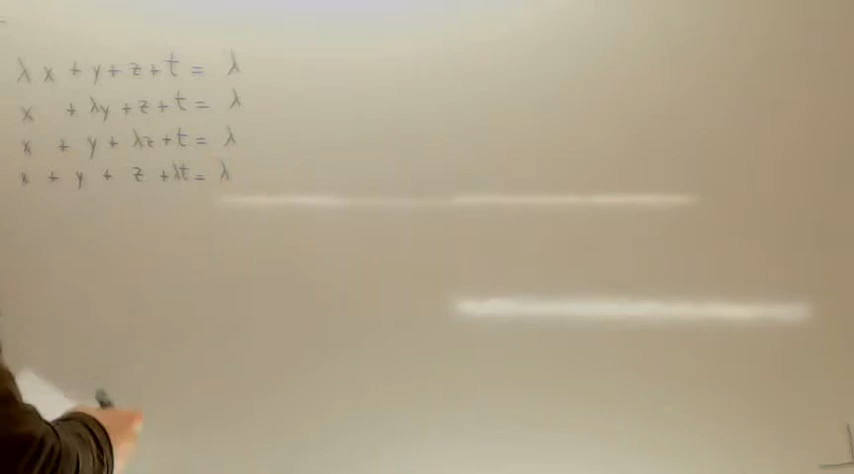 λx + y + z + t = λ
x + λy + z + t = λ
x + y + λz + t = λ
x + y + z + λt = λ